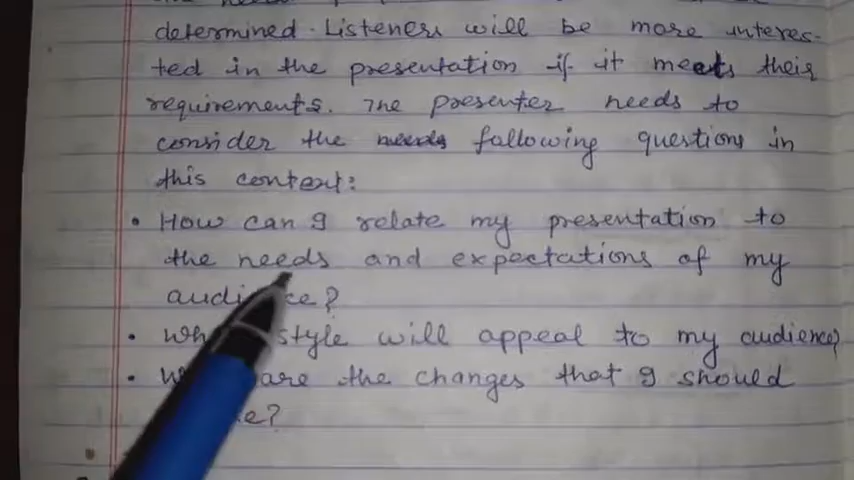 determined. Listeners will be more interes-
ted in the presentation if it meets their
requirements. The presenter needs to
consider the following questions in
this context:
• How can I relate my presentation to
the needs and expectations of my
audience?
• style will appeal to my audience?
• are the changes that I should